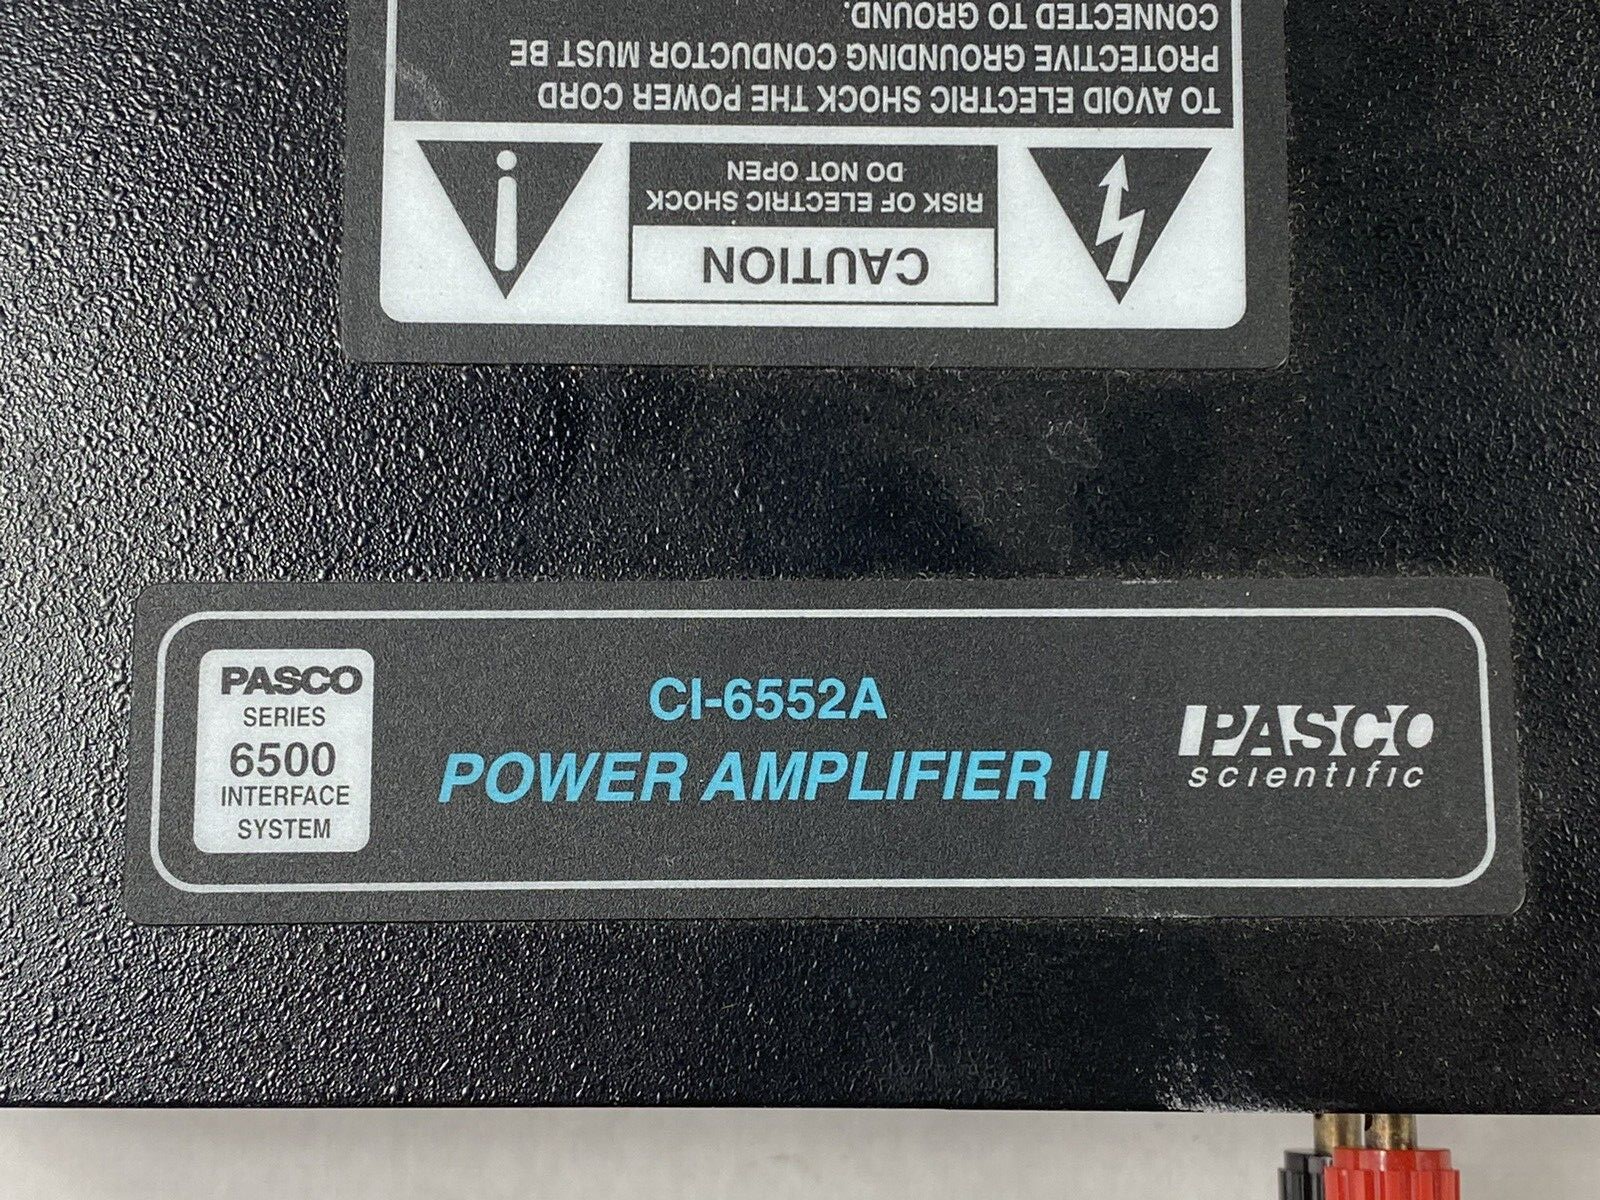 CAUTION
RISK OF ELECTRIC SHOCK
DO NOT OPEN
TO AVOID ELECTRIC SHOCK THE POWER CORD
PROTECTIVE GROUNDING CONDUCTOR MUST BE
CONNECTED TO GROUND.
PASCO
SERIES
6500
INTERFACE
SYSTEM
CI-6552A
POWER AMPLIFIER II
PASCO
scientific